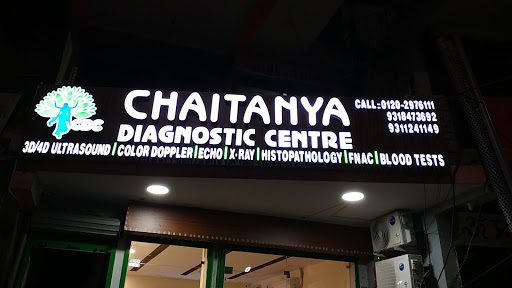 CDC
CHAITANYA
DIAGNOSTIC CENTRE
CALL:-0120-2976111
9318473692
9311241149
3D/4D ULTRASOUND|COLOR DOPPLER|ECHO|X-RAY|HISTOPATHOLOGY|FNAC|BLOOD TESTS